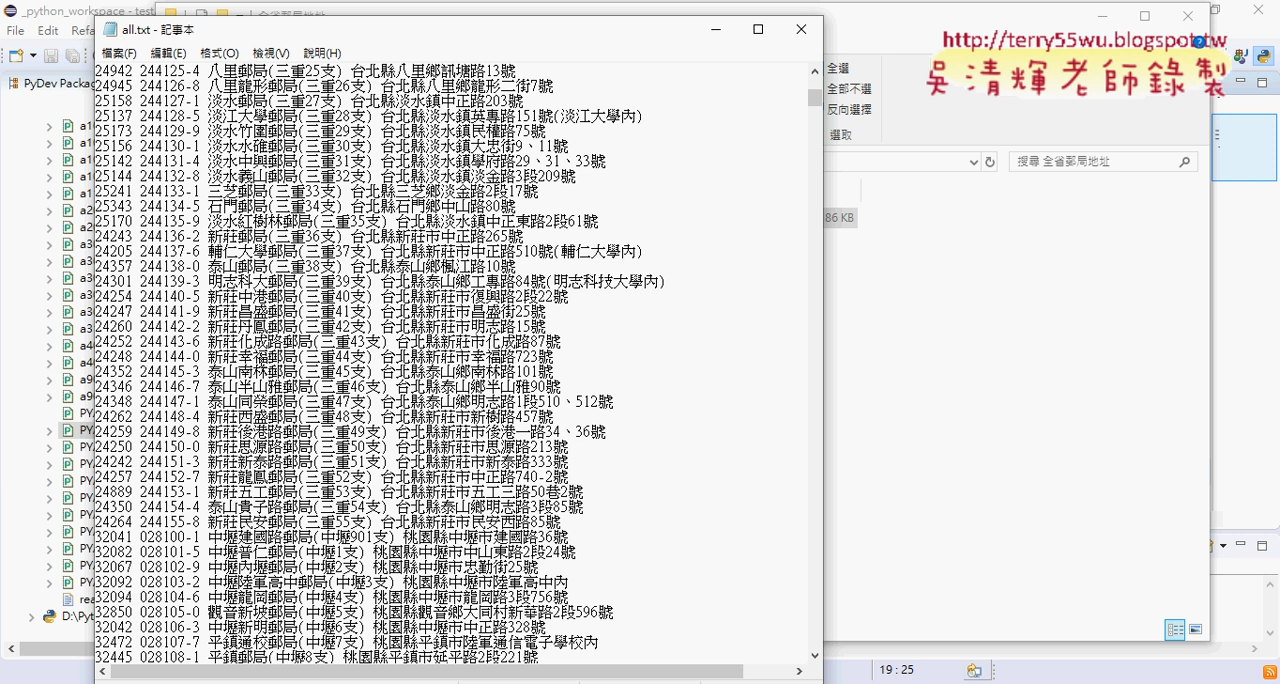 _python_workspace - test
全省郵局地址
File Edit Refa
all.txt - 記事本
檔案(F) 編輯(E) 格式(O) 檢視(V) 說明(H)
http://terry55wu.blogspot.tw
吳清輝老師錄製
PyDev Packag
全選
全部不選
反向選擇
選取
搜尋 全省郵局地址
86 KB
24942 244125-4 八里郵局(三重25支) 台北縣八里鄉訊塘路13號
24943 244126-8 八里龍形郵局(三重26支) 台北縣八里鄉龍形二街7號
25158 244127-1 淡水郵局(三重27支) 台北縣淡水鎮中正路203號
25137 244128-5 淡江大學郵局(三重28支) 台北縣淡水鎮英專路151號(淡江大學內)
25173 244129-9 淡水竹圍郵局(三重29支) 台北縣淡水鎮民權路75號
25158 244130-1 淡水水碓郵局(三重30支) 台北縣淡水鎮大忠街9、11號
25142 244131-4 淡水中興郵局(三重31支) 台北縣淡水鎮學府路29、31、33號
25144 244132-8 淡水義山郵局(三重32支) 台北縣淡水鎮淡金路3段209號
25241 244133-1 三芝郵局(三重33支) 台北縣三芝鄉淡金路2段17號
25343 244134-5 石門郵局(三重34支) 台北縣石門鄉中山路80號
25170 244135-9 淡水紅樹林郵局(三重35支) 台北縣淡水鎮中正東路2段61號
24243 244136-2 新莊郵局(三重36支) 台北縣新莊市中正路265號
24205 244137-6 輔仁大學郵局(三重37支) 台北縣新莊市中正路510號(輔仁大學內)
24357 244138-0 泰山郵局(三重38支) 台北縣泰山鄉楓江路10號
24301 244139-3 明志科大郵局(三重39支) 台北縣泰山鄉工專路84號(明志科技大學內)
24254 244140-5 新莊中港郵局(三重40支) 台北縣新莊市復興路2段22號
24247 244141-9 新莊昌盛郵局(三重41支) 台北縣新莊市昌盛街25號
24260 244142-2 新莊丹鳳郵局(三重42支) 台北縣新莊市明志路15號
24252 244143-6 新莊化成路郵局(三重43支) 台北縣新莊市化成路87號
24248 244144-0 新莊幸福郵局(三重44支) 台北縣新莊市幸福路723號
24352 244145-3 泰山南林郵局(三重45支) 台北縣泰山鄉南林路101號
24346 244146-7 泰山半山雅郵局(三重46支) 台北縣泰山鄉半山雅90號
24348 244147-1 泰山同榮郵局(三重47支) 台北縣泰山鄉明志路1段510、512號
24262 244148-4 新莊西盛郵局(三重48支) 台北縣新莊市新樹路457號
24259 244149-8 新莊後港路郵局(三重49支) 台北縣新莊市後港一路34、36號
24250 244150-0 新莊思源路郵局(三重50支) 台北縣新莊市思源路213號
24242 244151-3 新莊新泰路郵局(三重51支) 台北縣新莊市新泰路333號
24257 244152-7 新莊龍鳳郵局(三重52支) 台北縣新莊市中正路740-2號
24889 244153-1 新莊五工郵局(三重53支) 台北縣新莊市五工三路50巷2號
24350 244154-4 泰山貴子路郵局(三重54支) 台北縣泰山鄉明志路3段85號
24264 244155-8 新莊民安郵局(三重55支) 台北縣新莊市民安西路85號
32041 028100-1 中壢建國路郵局(中壢901支) 桃園縣中壢市建國路36號
32082 028101-5 中壢普仁郵局(中壢1支) 桃園縣中壢市中山東路2段24號
32067 028102-9 中壢內壢郵局(中壢2支) 桃園縣中壢市忠勤街25號
32092 028103-2 中壢陸軍高中郵局(中壢3支) 桃園縣中壢市陸軍高中內
32094 028104-6 中壢龍岡郵局(中壢4支) 桃園縣中壢市龍岡路3段756號
32850 028105-0 觀音新坡郵局(中壢5支) 桃園縣觀音鄉大同村新華路2段596號
32042 028106-3 中壢新明郵局(中壢6支) 桃園縣中壢市中正路328號
32472 028107-7 平鎮通校郵局(中壢7支) 桃園縣平鎮市陸軍通信電子學校內
32445 028108-1 平鎮郵局(中壢8支) 桃園縣平鎮市延平路2段221號
D:\Pyt
19 : 25